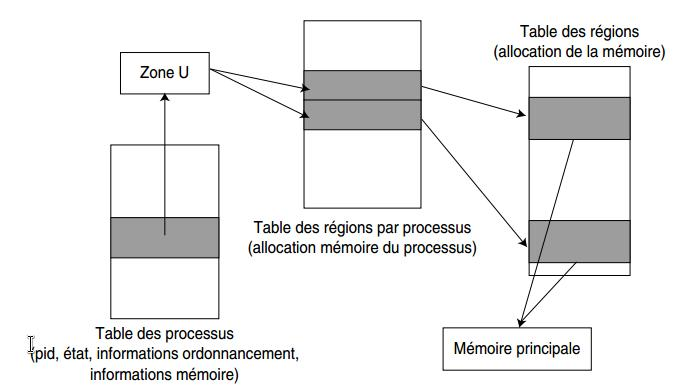 Table des régions
(allocation de la mémoire)
Zone U
Table des régions par processus
(allocation mémoire du processus)
Table des processus
(pid, état, informations ordonnancement,
informations mémoire)
Mémoire principale